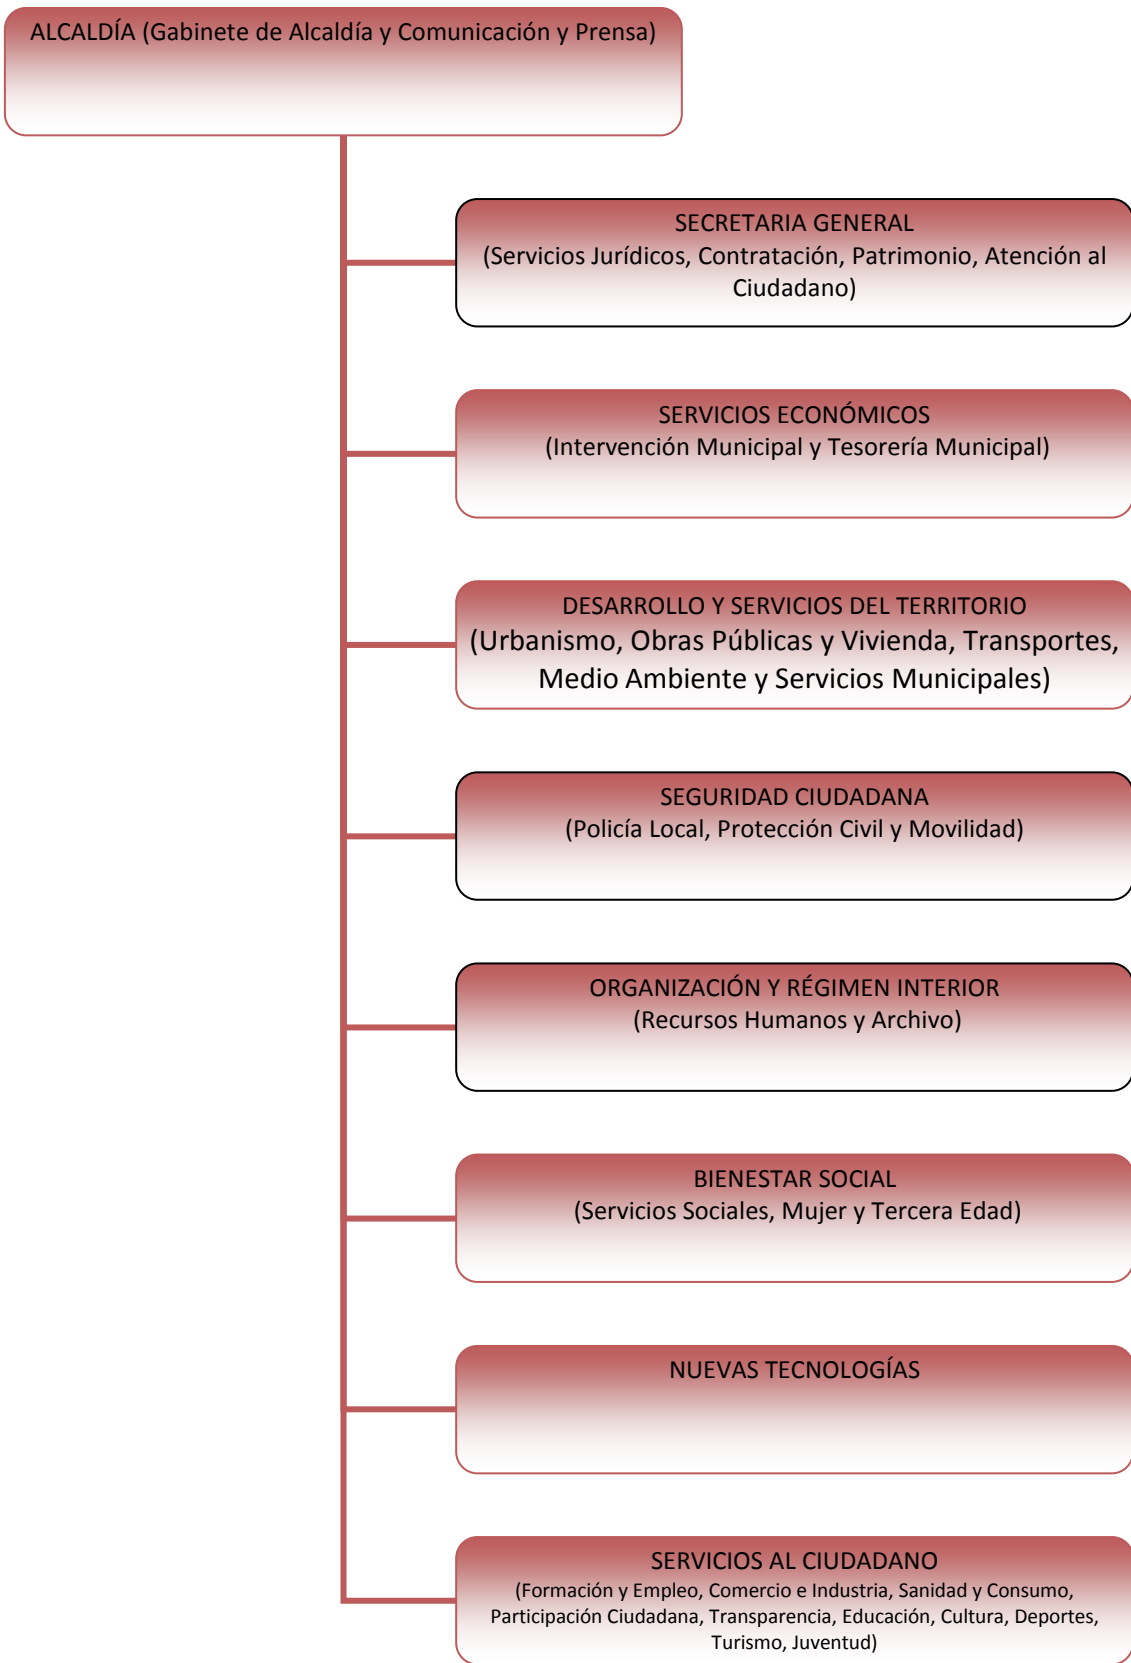 ALCALDÍA (Gabinete de Alcaldía y Comunicación y Prensa)
SECRETARIA GENERAL
(Servicios Jurídicos, Contratación, Patrimonio, Atención al
Ciudadano)
SERVICIOS ECONÓMICOS
(Intervención Municipal y Tesorería Municipal)
DESARROLLO Y SERVICIOS DEL TERRITORIO
(Urbanismo, Obras Públicas y Vivienda, Transportes,
Medio Ambiente y Servicios Municipales)
SEGURIDAD CIUDADANA
(Policía Local, Protección Civil y Movilidad)
ORGANIZACIÓN Y RÉGIMEN INTERIOR
(Recursos Humanos y Archivo)
BIENESTAR SOCIAL
(Servicios Sociales, Mujer y Tercera Edad)
NUEVAS TECNOLOGÍAS
SERVICIOS AL CIUDADANO
(Formación y Empleo, Comercio e Industria, Sanidad y Consumo,
Participación Ciudadana, Transparencia, Educación, Cultura, Deportes,
Turismo, Juventud)